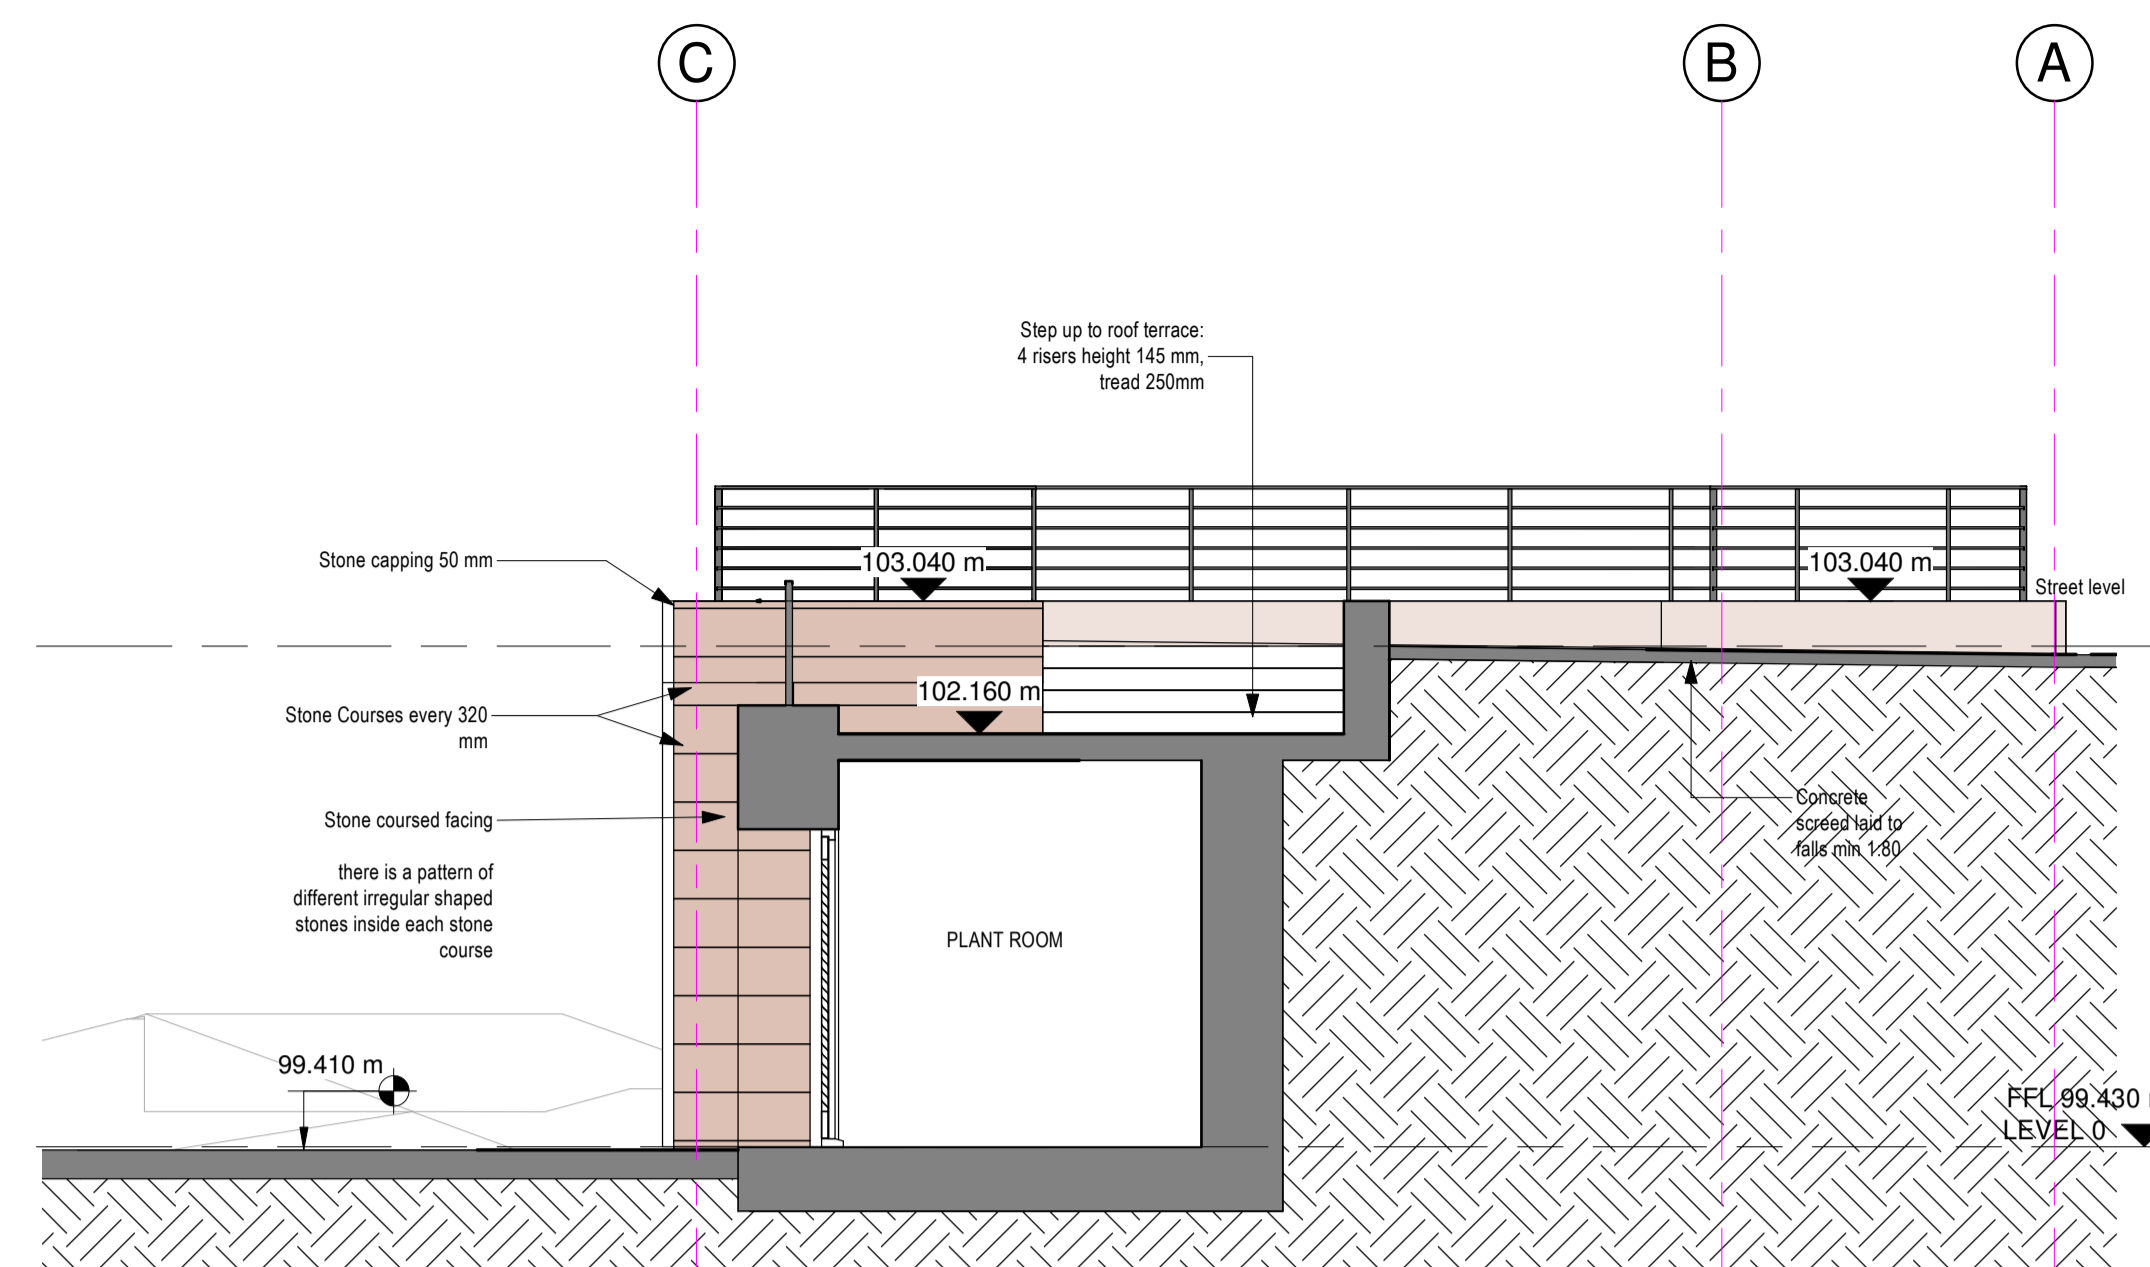 C
B
A
Step up to roof terrace:
4 risers height 145 mm,
tread 250mm
Stone capping 50 mm
103.040 m
103.040 m
Street level
102.160 m
Stone Courses every 320
mm
Stone coursed facing
there is a pattern of
different irregular shaped
stones inside each stone
course
Concrete
screed laid to
falls min 1:80
PLANT ROOM
99.410 m
FFL 99.430
LEVEL 0